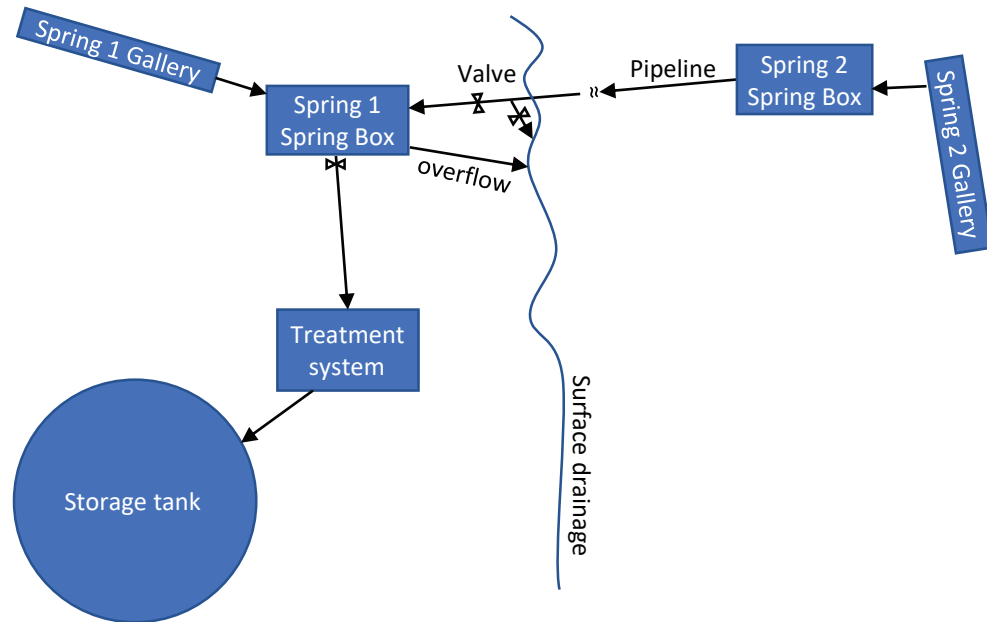 Spring 1 Gallery
Valve
Pipeline
Spring 2
Spring Box
Spring 1
Spring Box
Spring 2 Gallery
overflow
Treatment
system
Surface drainage
Storage tank